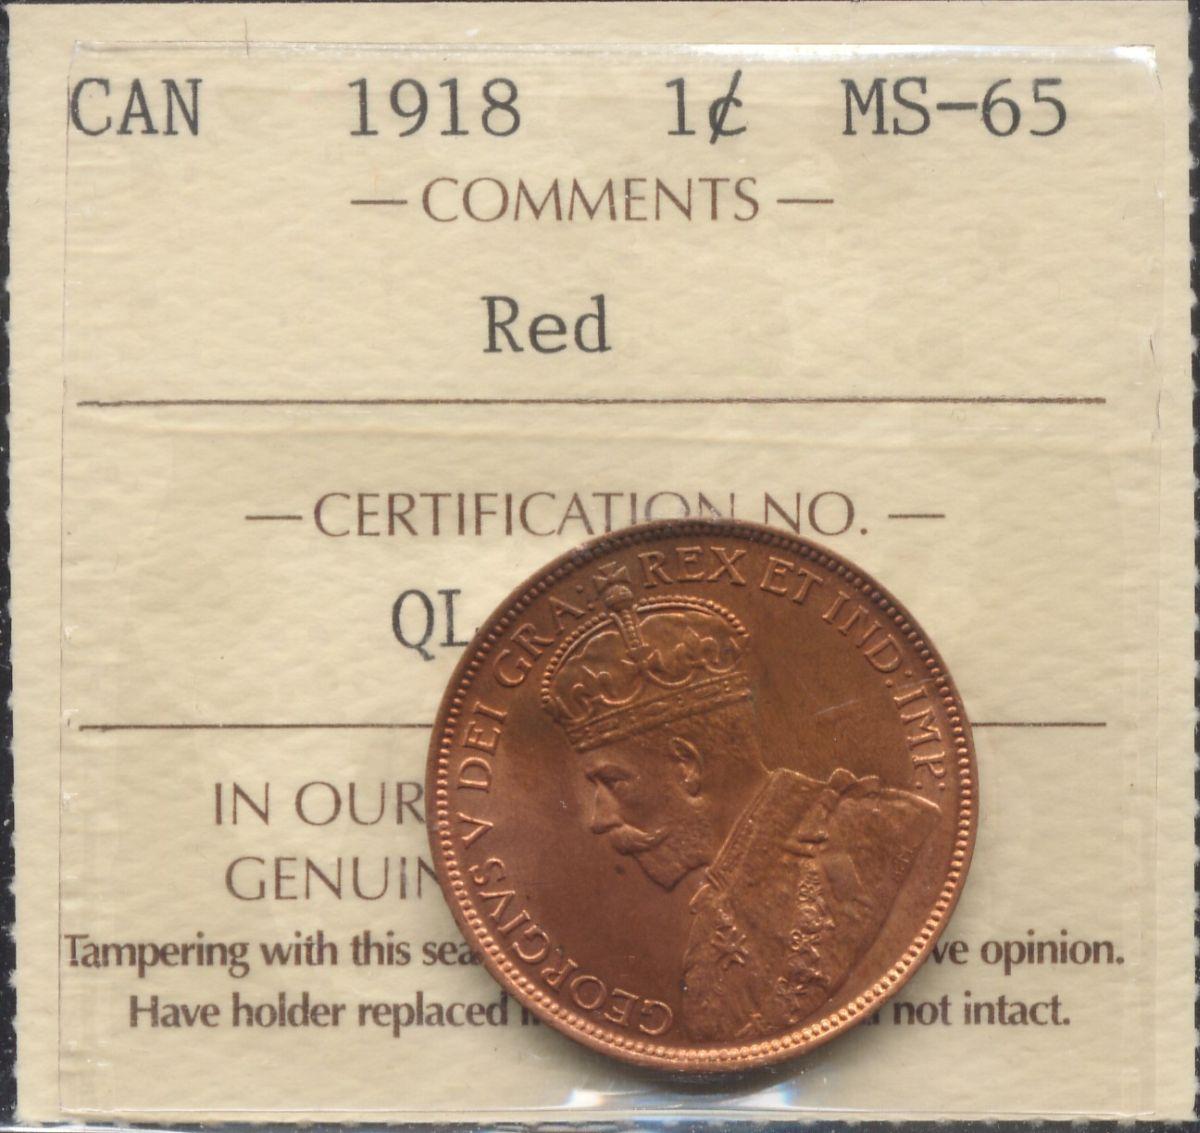 CAN 1918 1¢ MS-65
— COMMENTS —
Red
— CERTIFICATION NO. —
QL
IN OUR
GENUIN
Tampering with this sea ve opinion.
Have holder replaced not intact.
GEORGIVS V DEI GRA: REX ET IND: IMP: